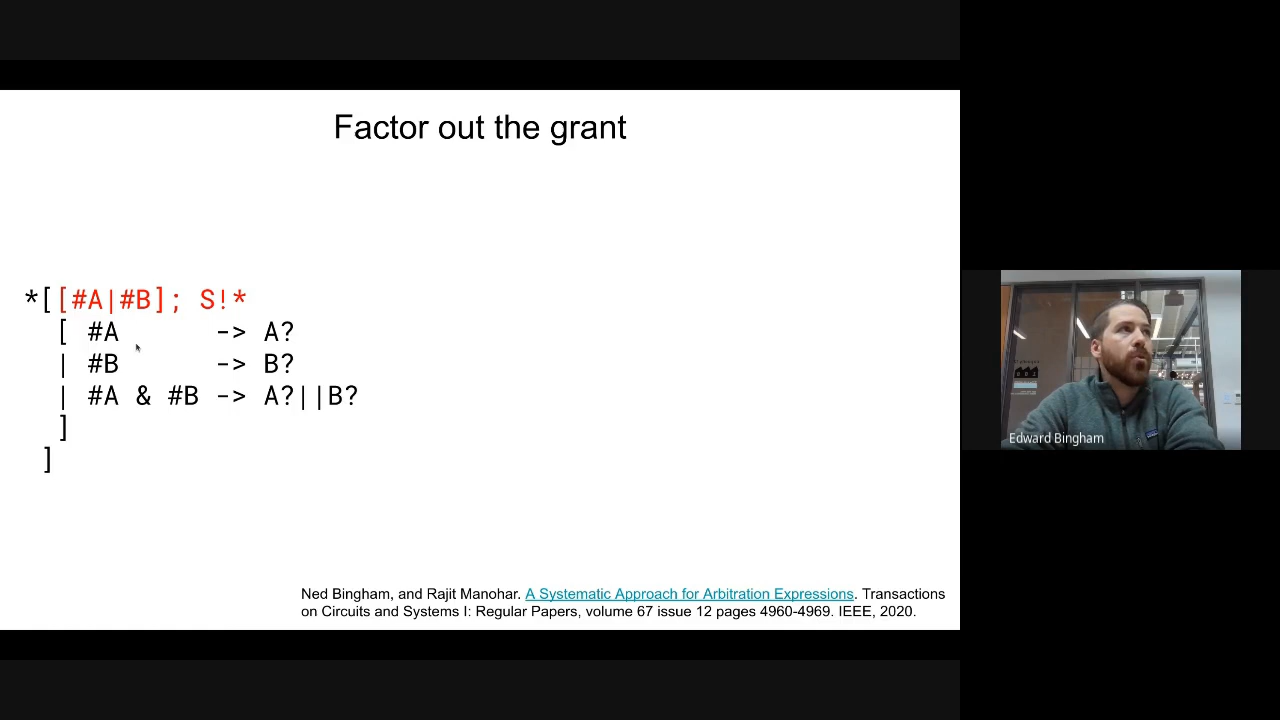 Factor out the grant
*[[#A|#B]; S!*
[ #A -> A?
| #B -> B?
| #A & #B -> A?||B?
]
]
Ned Bingham, and Rajit Manohar. A Systematic Approach for Arbitration Expressions. Transactions
on Circuits and Systems I: Regular Papers, volume 67 issue 12 pages 4960-4969. IEEE, 2020.
Edward Bingham